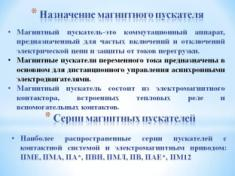 * Назначение магнитного пускателя
• Магнитный пускатель-это коммутационный аппарат,
предназначенный для частых включений и отключений
электрической цепи и защиты от токов перегрузки.
• Магнитные пускатели переменного тока предназначены в
основном для дистанционного управления асинхронными
электродвигателями.
• Магнитный пускатель состоит из электромагнитного
контактора, встроенных тепловых реле и
вспомогательных контактов.
* Серии магнитных пускателей
• Наиболее распространенные серии пускателей с
контактной системой и электромагнитным приводом:
ПМЕ, ПМА, ПА*, ПВН, ПМЛ, ПВ, ПАЕ*, ПМ12